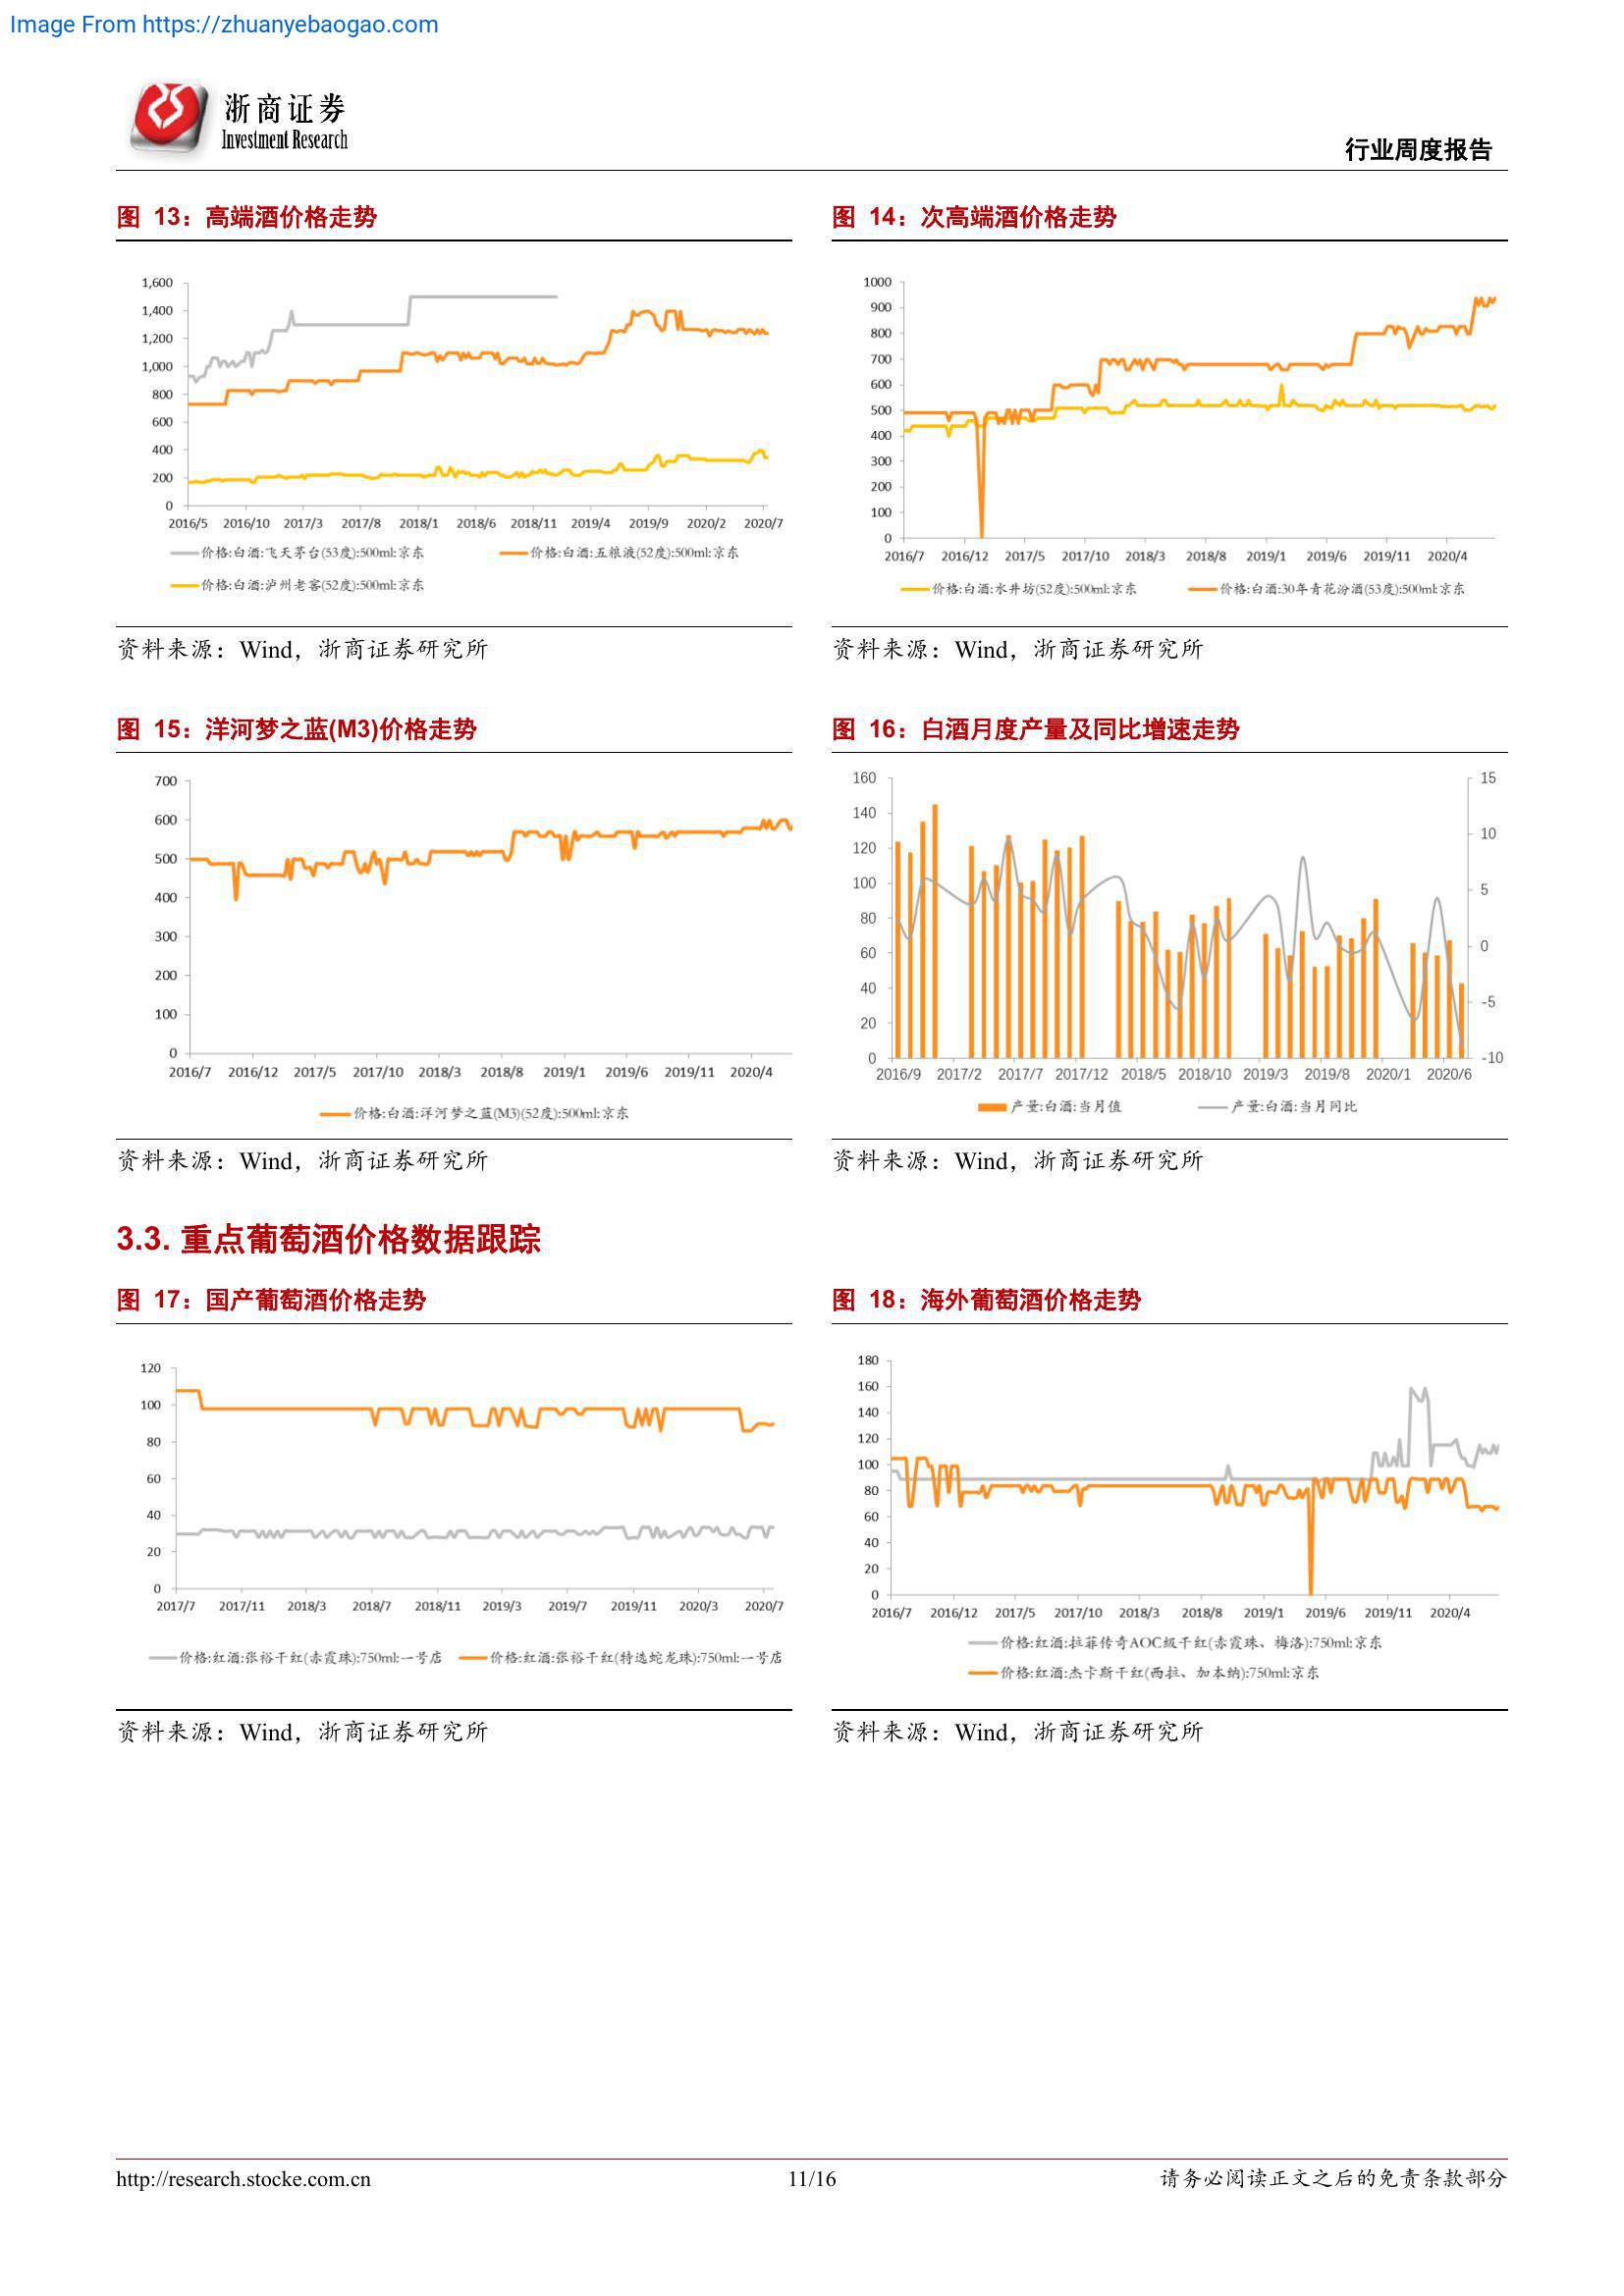 Image From https://zhuanyebaogao.com
浙商证券
Investment Research
行业周度报告
图 13：高端酒价格走势
1,600
1,400
1,200
1,000
800
600
400
200
0
2016/5 2016/10 2017/3 2017/8 2018/1 2018/6 2018/11 2019/4 2019/9 2020/2 2020/7
价格:白酒:飞天茅台(53度):500ml:京东 价格:白酒:五粮液(52度):500ml:京东
价格:白酒:泸州老窖(52度):500ml:京东
资料来源：Wind，浙商证券研究所
图 14：次高端酒价格走势
1000
900
800
700
600
500
400
300
200
100
0
2016/7 2016/12 2017/5 2017/10 2018/3 2018/8 2019/1 2019/6 2019/11 2020/4
价格:白酒:水井坊(52度):500ml:京东 价格:白酒:30年青花汾酒(53度):500ml:京东
资料来源：Wind，浙商证券研究所
图 15：洋河梦之蓝(M3)价格走势
700
600
500
400
300
200
100
0
2016/7 2016/12 2017/5 2017/10 2018/3 2018/8 2019/1 2019/6 2019/11 2020/4
价格:白酒:洋河梦之蓝(M3)(52度):500ml:京东
资料来源：Wind，浙商证券研究所
图 16：白酒月度产量及同比增速走势
160
140
120
100
80
60
40
20
0
15
10
5
0
-5
-10
2016/9 2017/2 2017/7 2017/12 2018/5 2018/10 2019/3 2019/8 2020/1 2020/6
产量:白酒:当月值 产量:白酒:当月同比
资料来源：Wind，浙商证券研究所
3.3. 重点葡萄酒价格数据跟踪
图 17：国产葡萄酒价格走势
120
100
80
60
40
20
0
2017/7 2017/11 2018/3 2018/7 2018/11 2019/3 2019/7 2019/11 2020/3 2020/7
价格:红酒:张裕干红(赤霞珠):750ml:一号店 价格:红酒:张裕干红(特选蛇龙珠):750ml:一号店
资料来源：Wind，浙商证券研究所
图 18：海外葡萄酒价格走势
180
160
140
120
100
80
60
40
20
0
2016/7 2016/12 2017/5 2017/10 2018/3 2018/8 2019/1 2019/6 2019/11 2020/4
价格:红酒:拉菲传奇AOC级干红(赤霞珠、梅洛):750ml:京东
价格:红酒:杰卡斯干红(西拉、加本纳):750ml:京东
资料来源：Wind，浙商证券研究所
http://research.stocke.com.cn 11/16 请务必阅读正文之后的免责条款部分